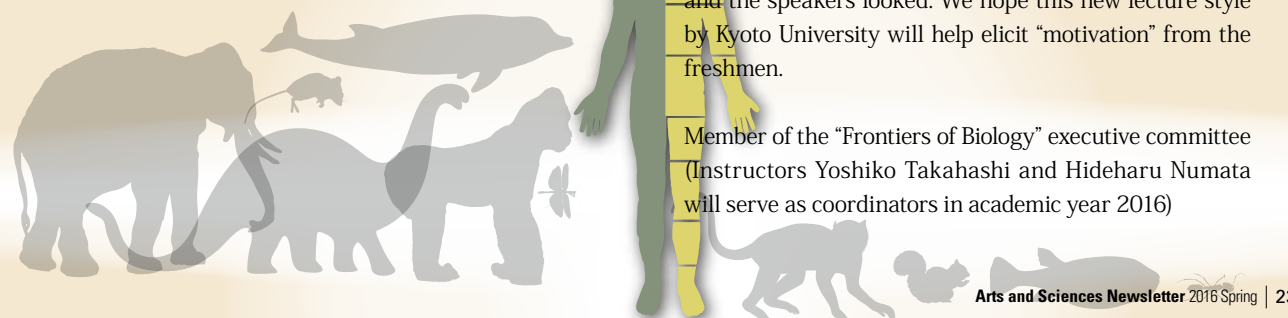 and the speakers looked. We hope this new lecture style
by Kyoto University will help elicit “motivation” from the
freshmen.
Member of the “Frontiers of Biology” executive committee
(Instructors Yoshiko Takahashi and Hideharu Numata
will serve as coordinators in academic year 2016)
Arts and Sciences Newsletter 2016 Spring | 2